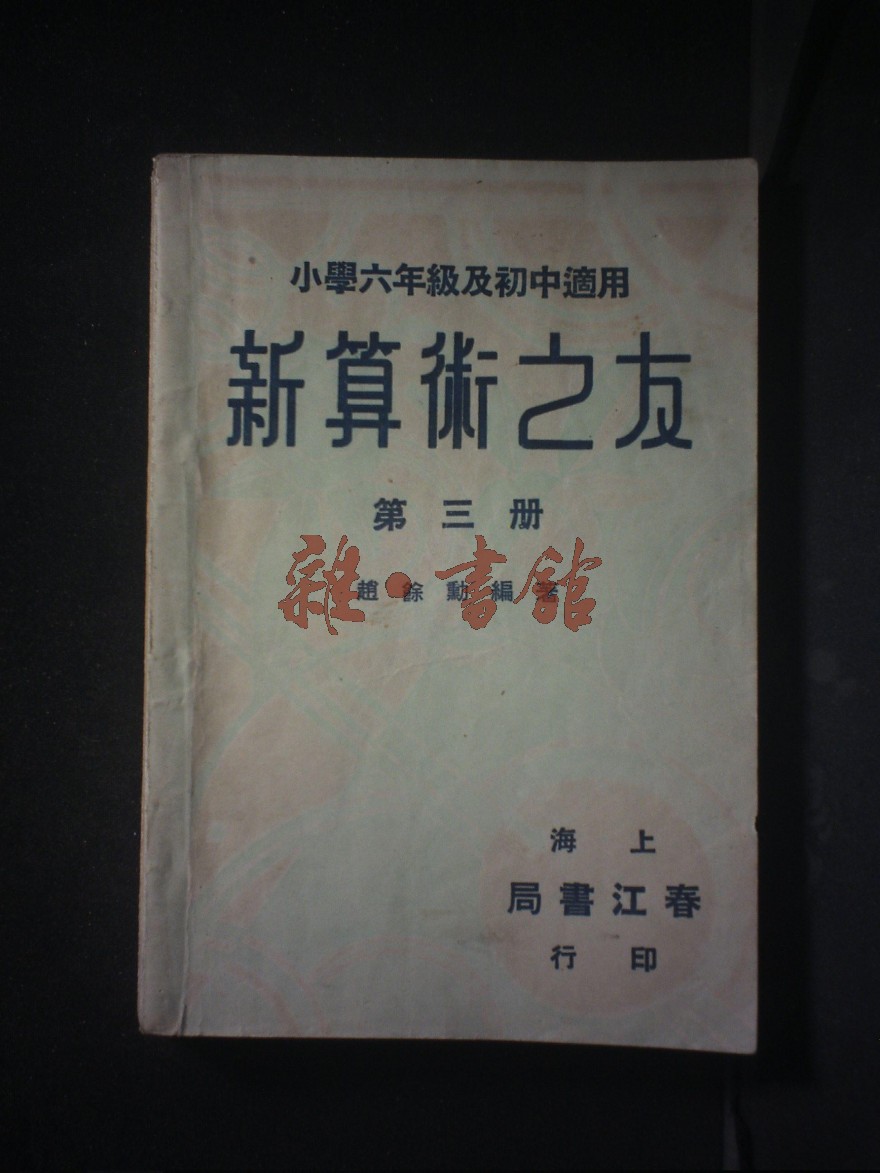 小學六年級及初中適用
新算術之友
第三册
趙餘勳編著
雜·書館
上海
春江書局
印行